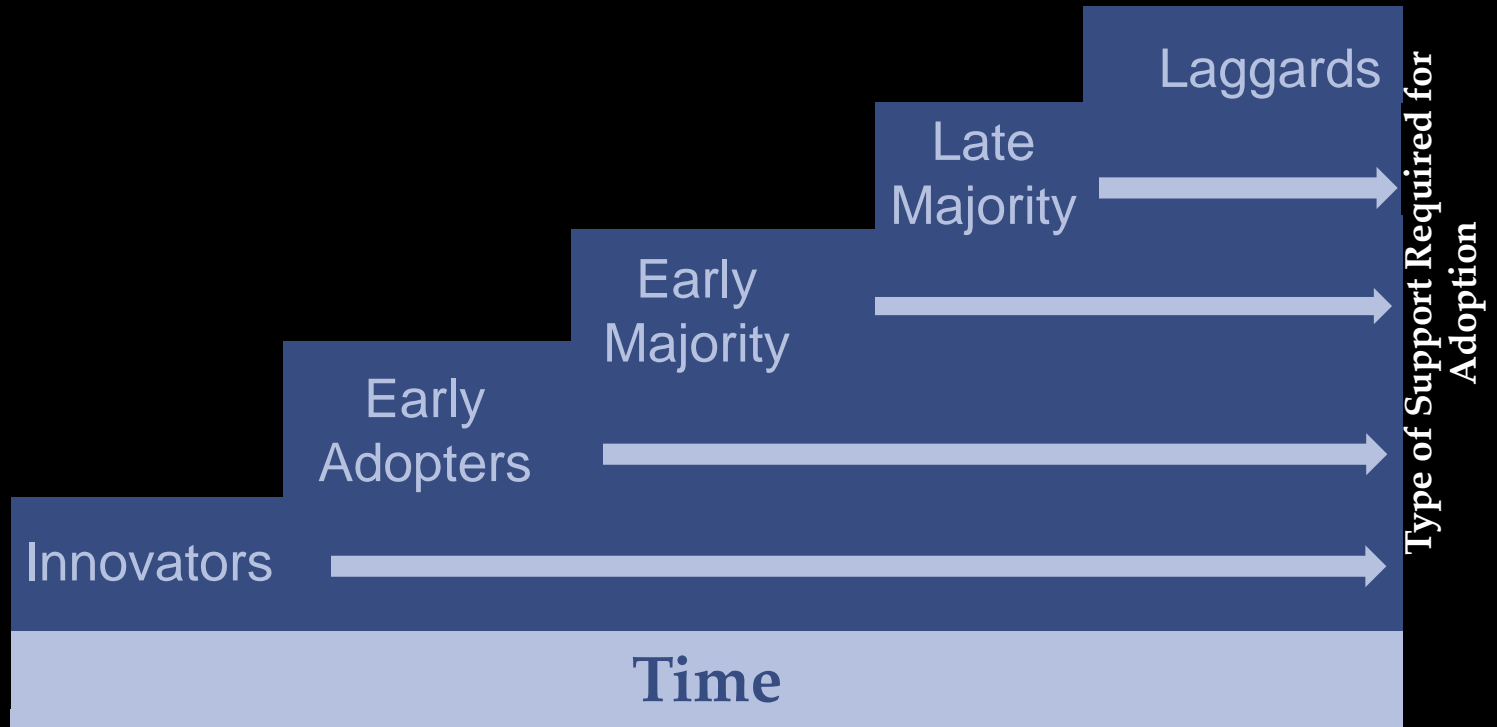 Laggards
Late
Majority
Early
Majority
Early
Adopters
Innovators
Type of Support Required for
Adoption
Time